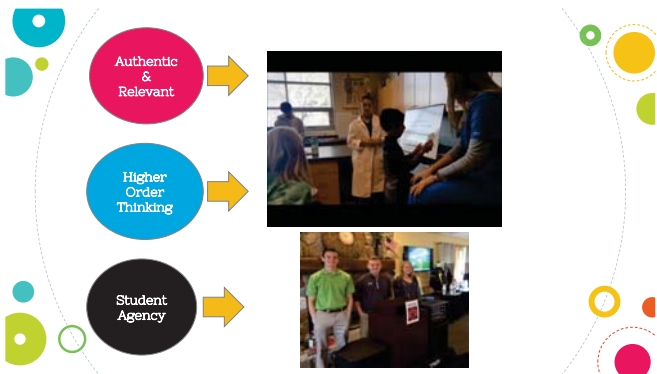 Authentic
&
Relevant
Higher
Order
Thinking
Student
Agency